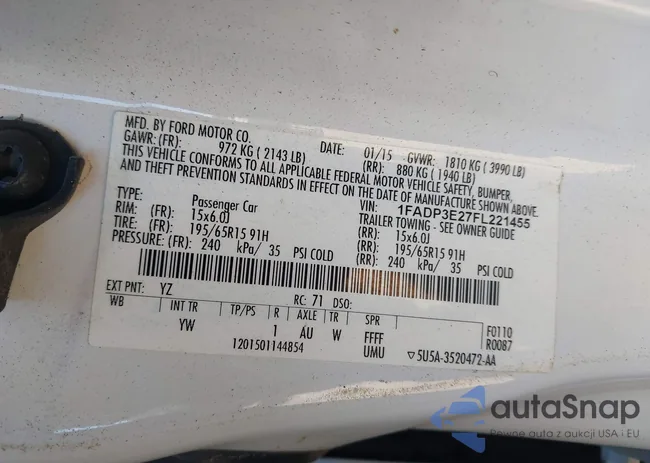 MFD. BY FORD MOTOR CO.
DATE: 01/15 GVWR: 1810 KG ( 3990 LB)
GAWR: (FR) 972 KG ( 2143 LB) (RR) 880 KG ( 1940 LB)
THIS VEHICLE CONFORMS TO ALL APPLICABLE FEDERAL MOTOR VEHICLE SAFETY, BUMPER,
AND THEFT PREVENTION STANDARDS IN EFFECT ON THE DATE OF MANUFACTURE SHOWN ABOVE.
VIN: 1FADP3E27FL221455
TYPE: Passenger Car TRAILER TOWING - SEE OWNER GUIDE
RIM: (FR) 15x6.0J (RR) 15x6.0J
TIRE: (FR) 195/65R15 91H (RR) 195/65R15 91H
PRESSURE: (FR) 240 kPa/ 35 PSI COLD (RR) 240 kPa/ 35 PSI COLD
EXT PNT: YZ RC: 71 DSO:
WB INT TR TP/PS R AXLE TR SPR F0110
YW 1 AU W FFFF R0087
1201501144854 UMU ▽5U5A-3520472-AA
autaSnap
Pewne auta z aukcji USA i EU